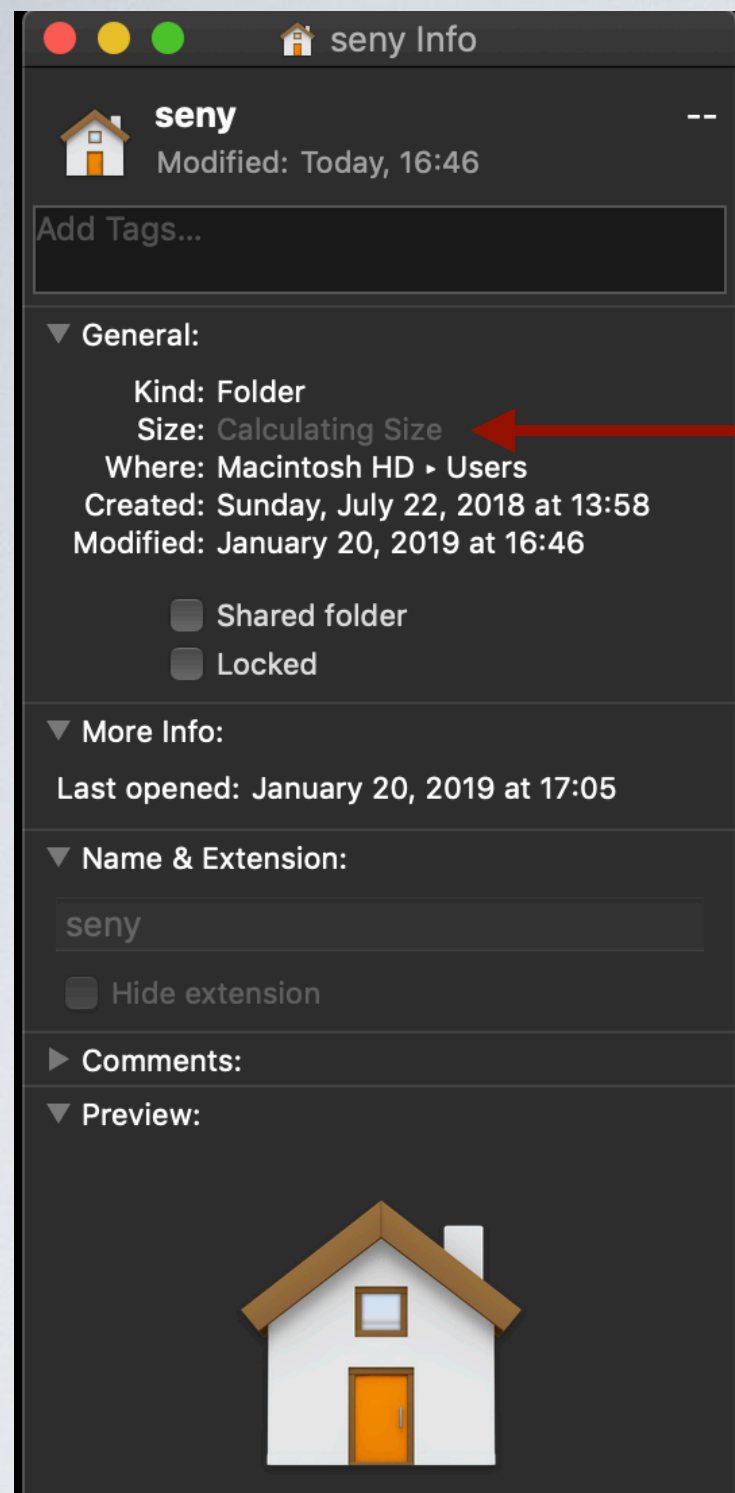 seny Info
seny
--
Modified: Today, 16:46
Add Tags...
General:
Kind: Folder
Size: Calculating Size
Where: Macintosh HD ▸ Users
Created: Sunday, July 22, 2018 at 13:58
Modified: January 20, 2019 at 16:46
Shared folder
Locked
More Info:
Last opened: January 20, 2019 at 17:05
Name & Extension:
seny
Hide extension
Comments:
Preview: